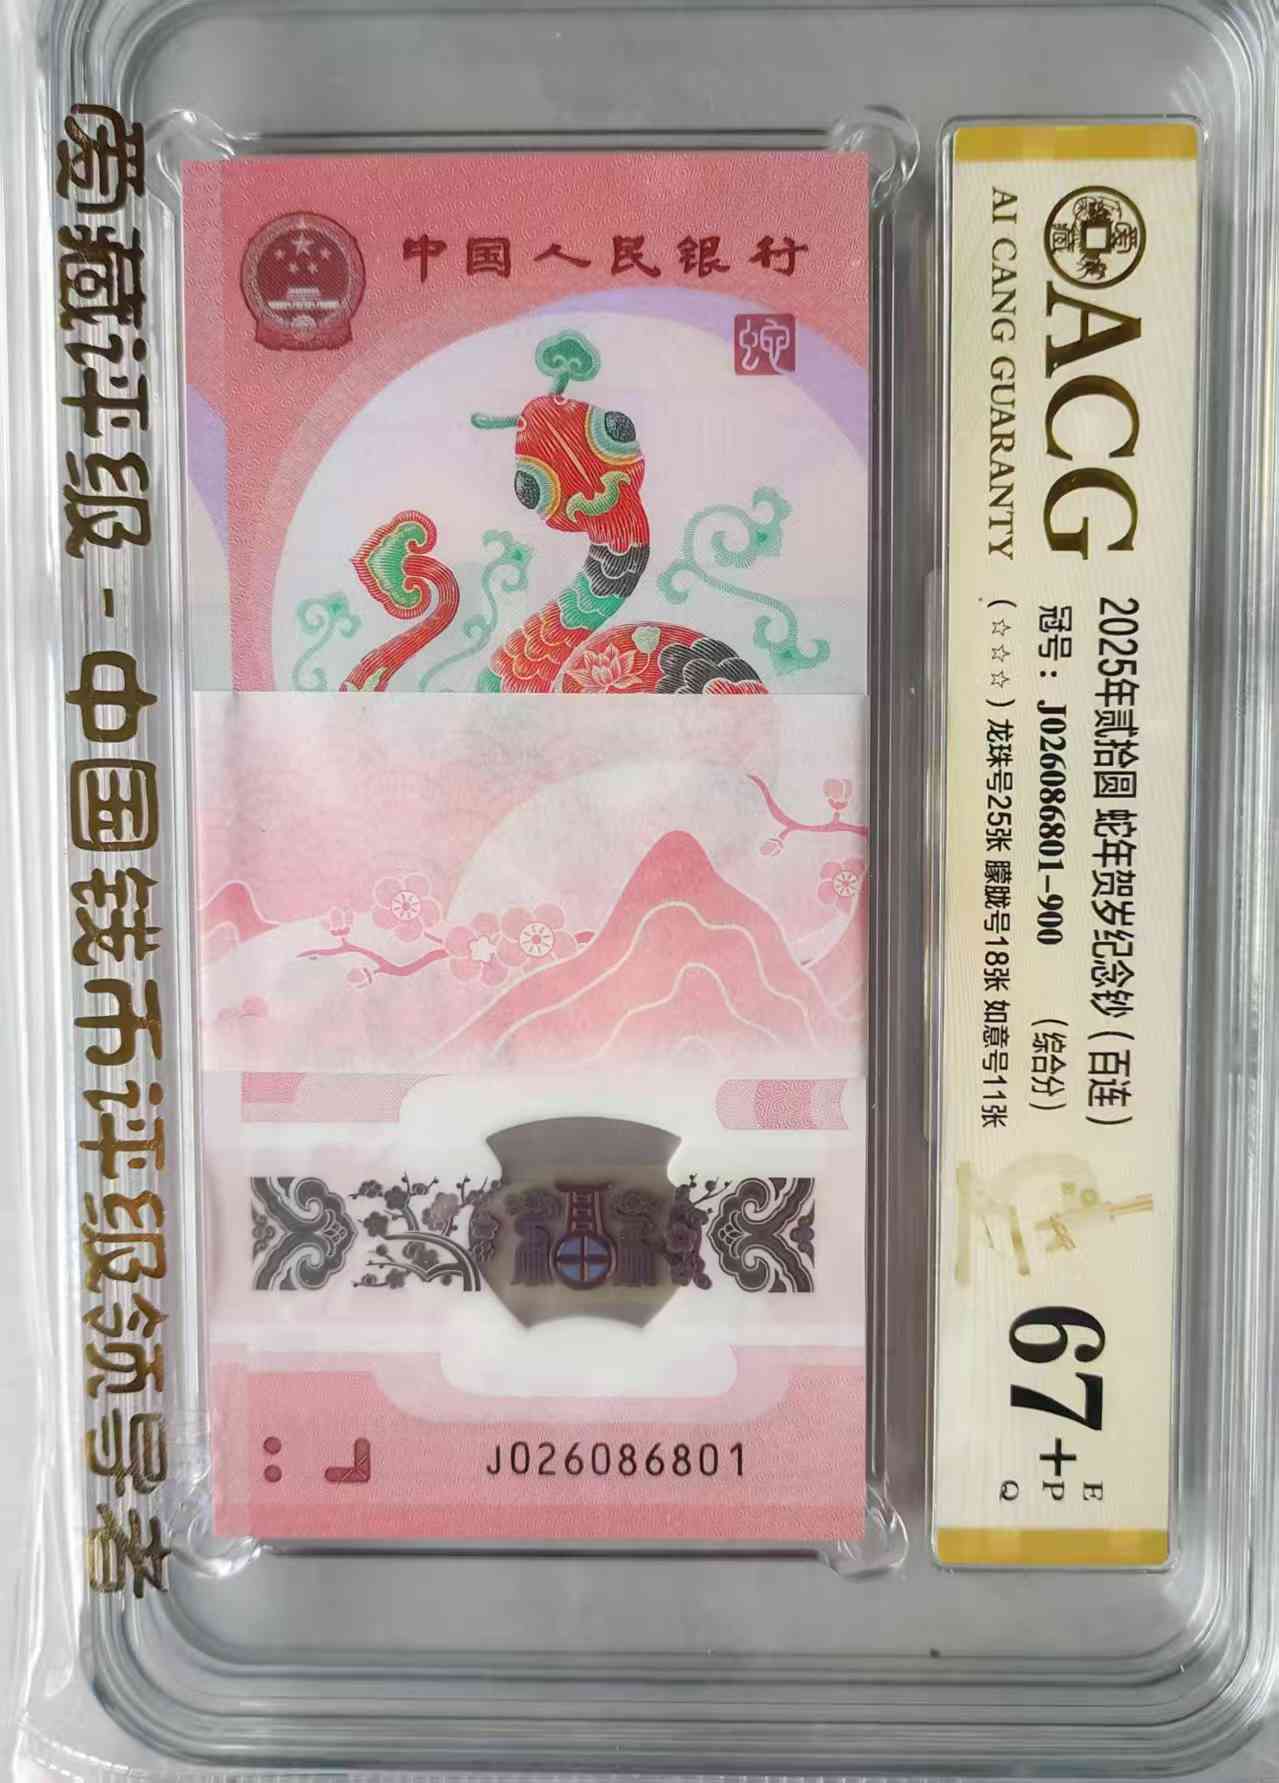 爱藏评级-中国钱币评级领导者
中国人民银行
蛇
J026086801
ACG
AI CANG GUARANTY
2025年贰拾圆 蛇年贺岁纪念钞（百连）
冠号：J026086801-900 （综合分）
（☆☆☆）龙珠号25张 朦胧号18张 如意号11张
67+
E
P
Q